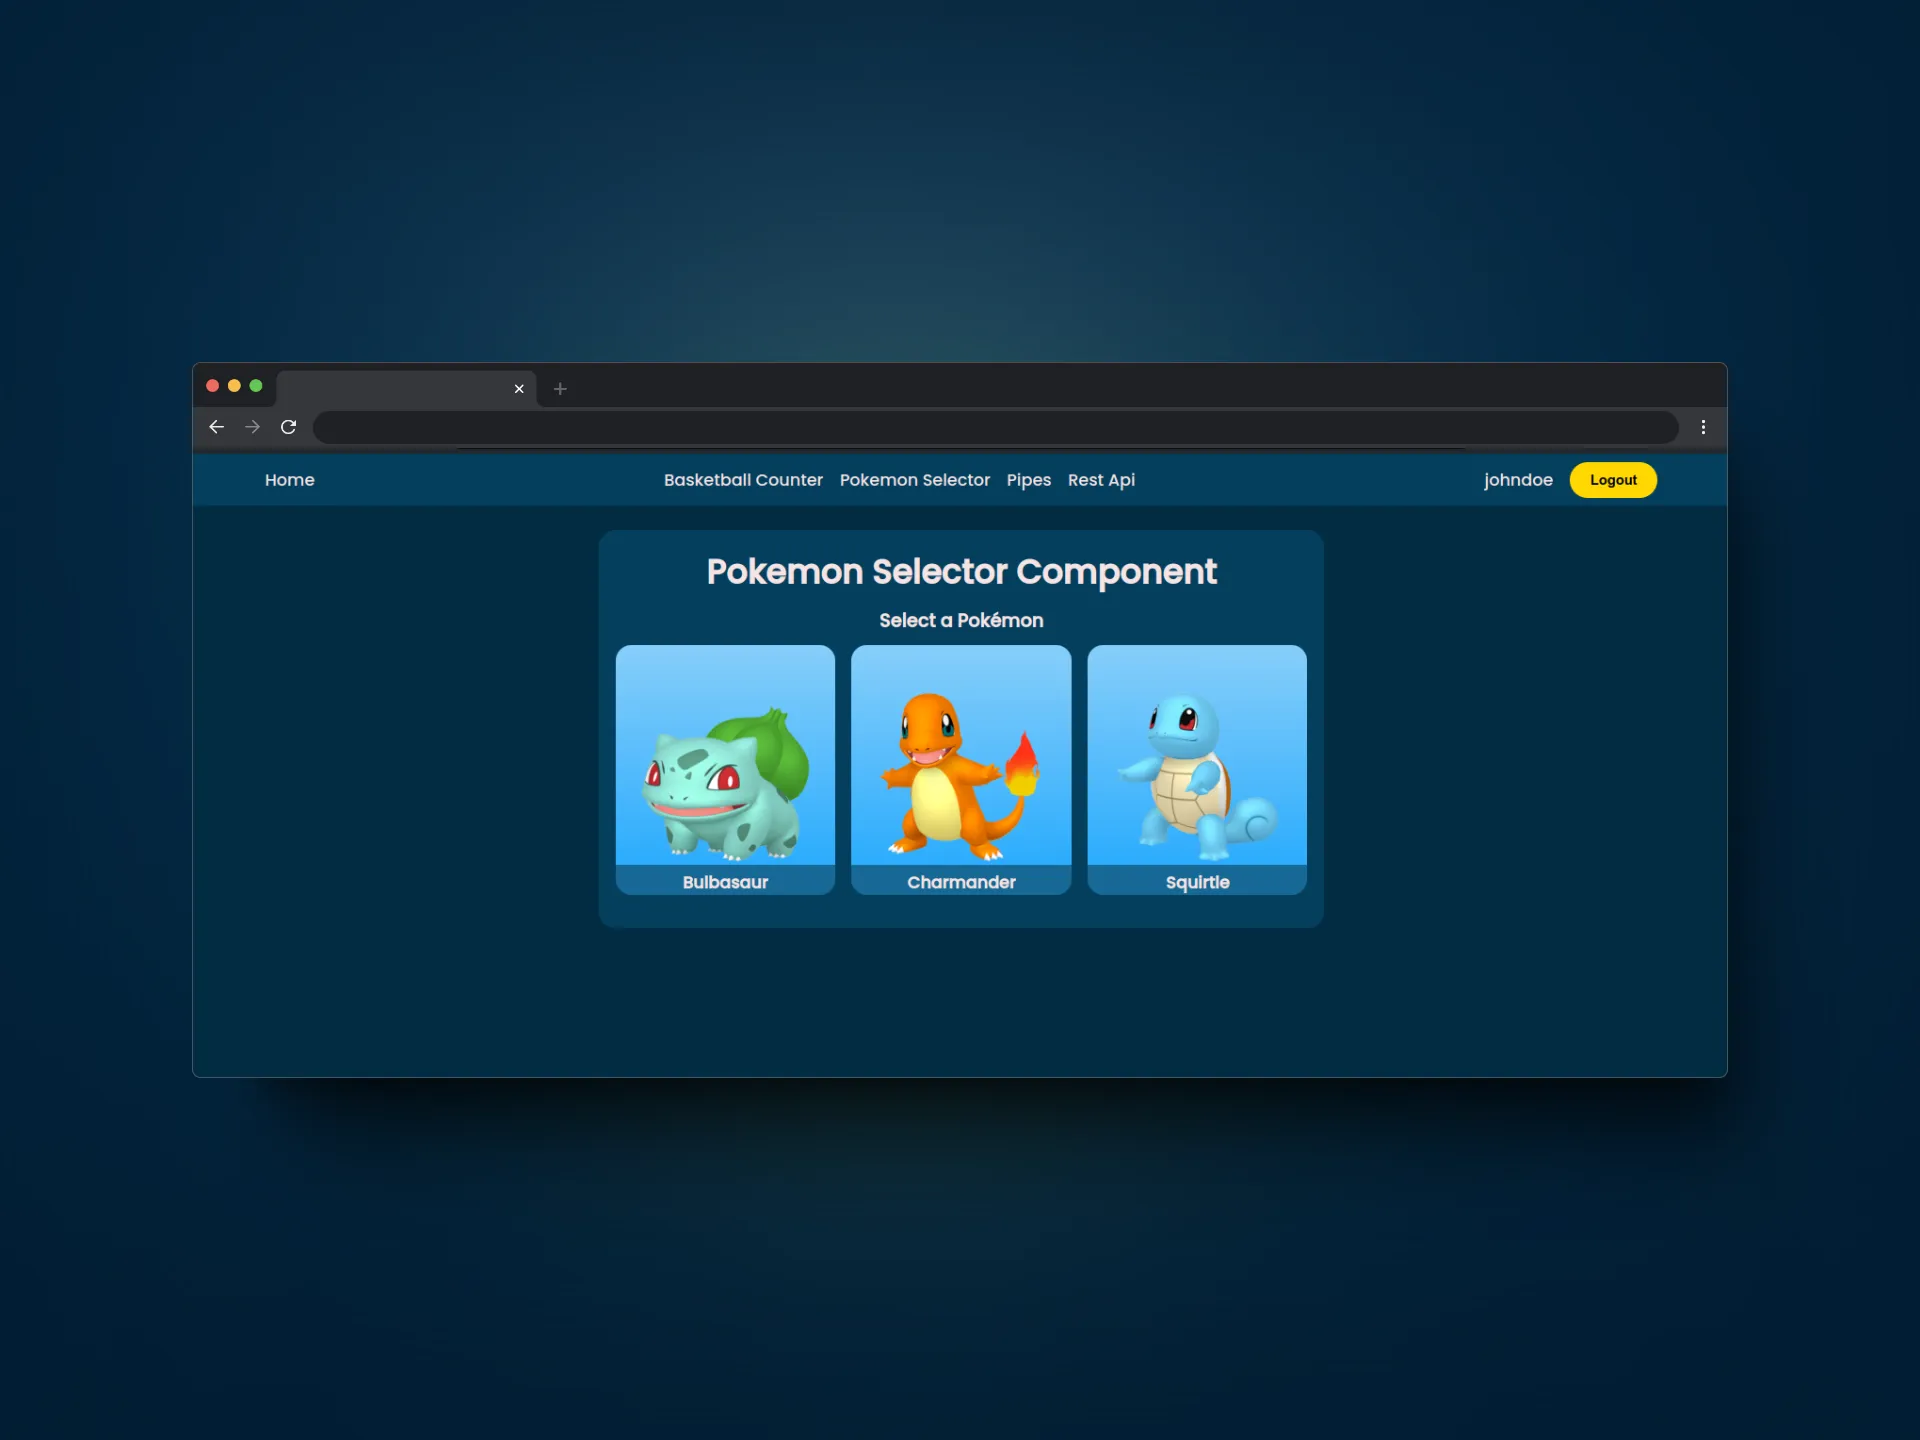 Home Basketball Counter Pokemon Selector Pipes Rest Api johndoe Logout
Pokemon Selector Component
Select a Pokémon
Bulbasaur Charmander Squirtle